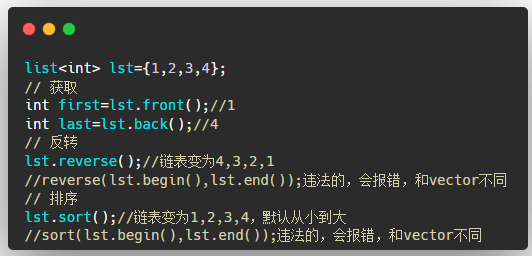 list<int> lst={1,2,3,4};
// 获取
int first=lst.front();//1
int last=lst.back();//4
// 反转
lst.reverse();//链表变为4,3,2,1
//reverse(lst.begin(),lst.end());违法的，会报错，和vector不同
// 排序
lst.sort();//链表变为1,2,3,4，默认从小到大
//sort(lst.begin(),lst.end());违法的，会报错，和vector不同